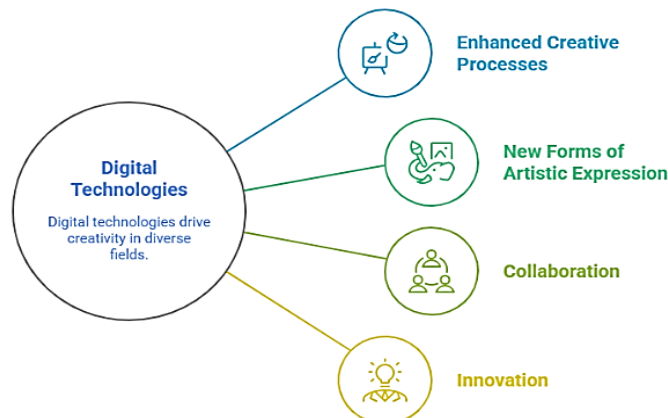 Digital
Technologies
Digital technologies drive
creativity in diverse
fields.
Enhanced Creative
Processes
New Forms of
Artistic Expression
Collaboration
Innovation